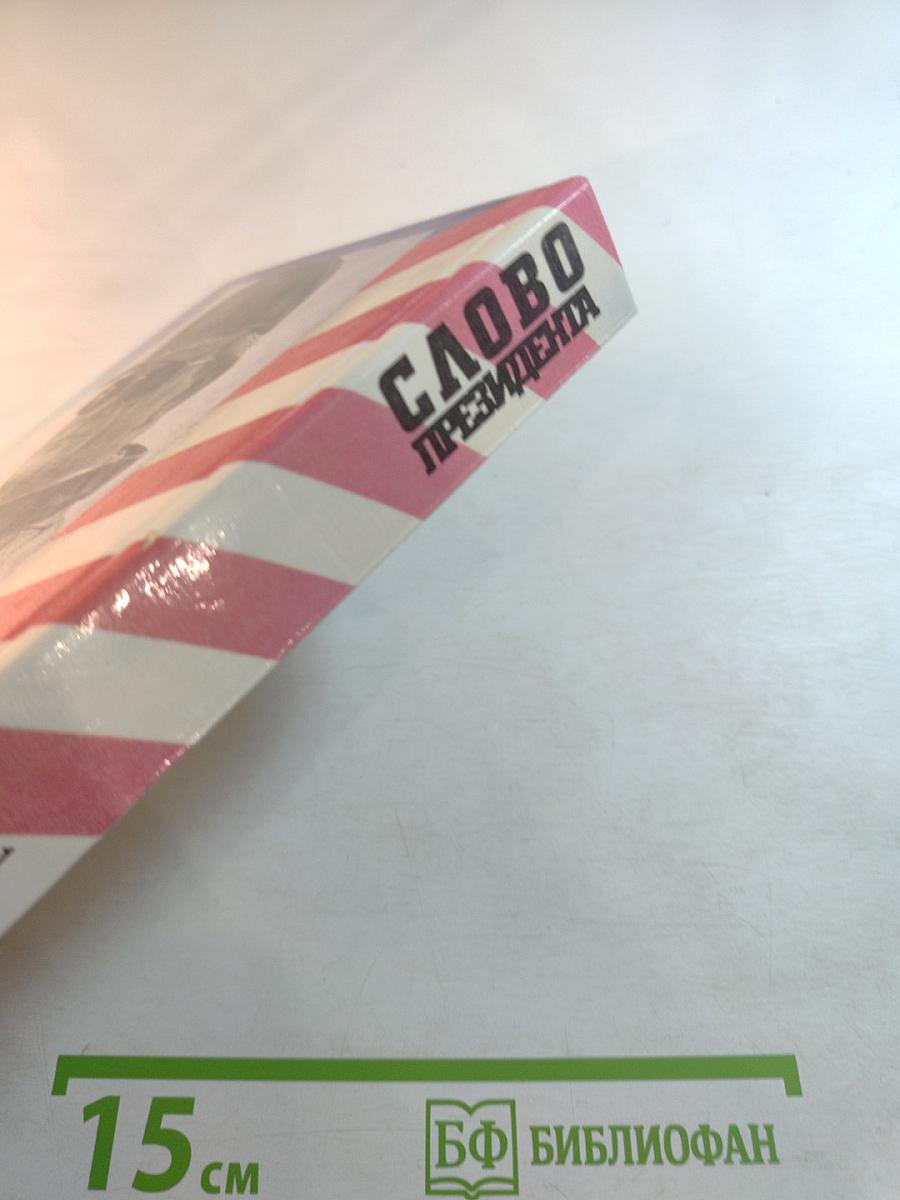 СЛОВО
ПРЕЗИДЕНТА
15 см
БФ БИБЛИОФАН